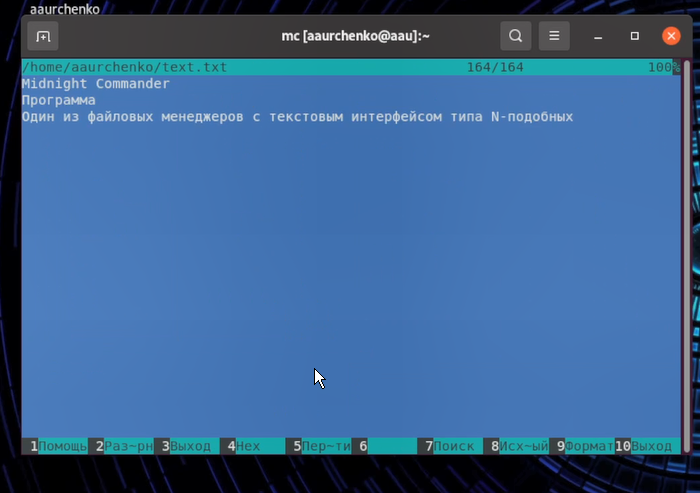 aaurchenko
mc [aaurchenko@aau]:~
/home/aaurchenko/text.txt 164/164 100%
Midnight Commander
Программа
Один из файловых менеджеров с текстовым интерфейсом типа N-подобных
1Помощь 2Раз~рн 3Выход 4Hex 5Пер~ти 6 7Поиск 8Исх~ый 9Формат 10Выход